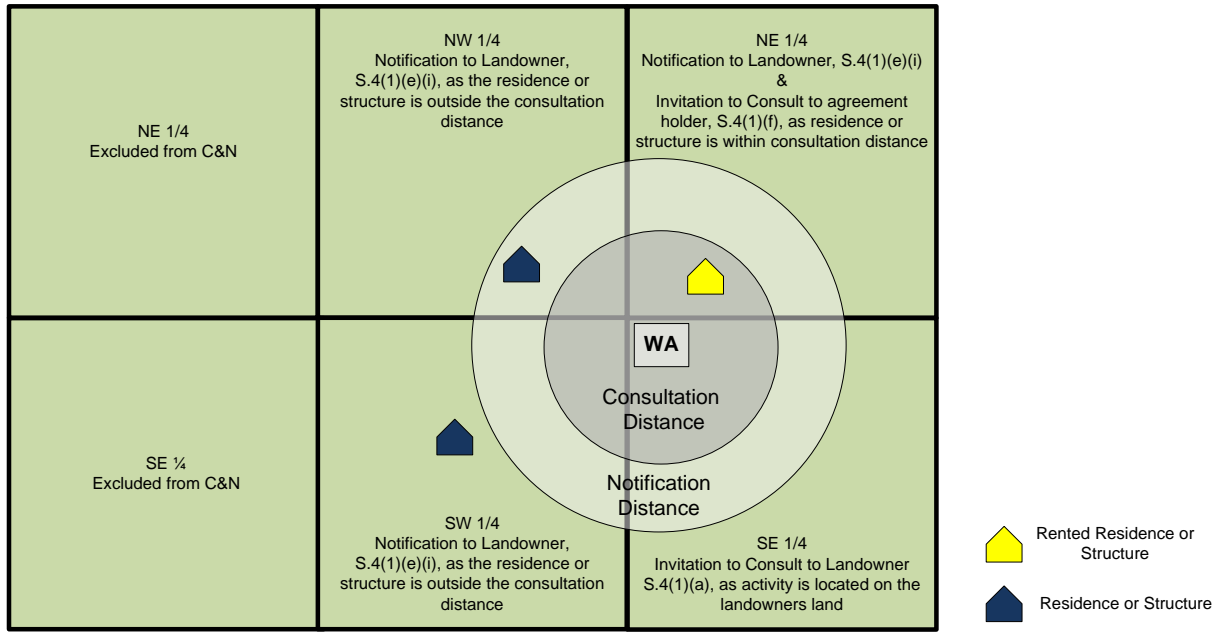 NW 1/4
Notification to Landowner,
S.4(1)(e)(i), as the residence or
structure is outside the consultation
distance
NE 1/4
Notification to Landowner, S.4(1)(e)(i)
&
Invitation to Consult to agreement
holder, S.4(1)(f), as residence or
structure is within consultation distance
NE 1/4
Excluded from C&N
WA
Consultation
Distance
Notification
Distance
SE ¼
Excluded from C&N
SW 1/4
Notification to Landowner,
S.4(1)(e)(i), as the residence or
structure is outside the consultation
distance
SE 1/4
Invitation to Consult to Landowner
S.4(1)(a), as activity is located on the
landowners land
Rented Residence or
Structure
Residence or Structure